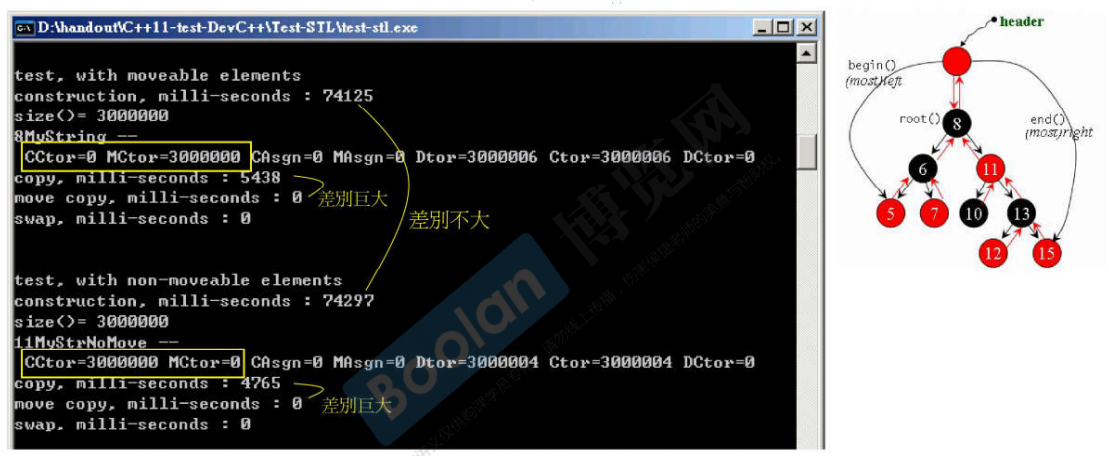 D:\handout\C++11-test-DevC++\Test-STL\test-stl.exe
test, with moveable elements
construction, milli-seconds : 74125
size()= 3000000
8MyString --
CCtor=0 MCtor=3000000 CAsgn=0 MAsgn=0 Dtor=3000006 Ctor=3000006 DCtor=0
copy, milli-seconds : 5438
move copy, milli-seconds : 0
差別巨大
swap, milli-seconds : 0
差別不大
test, with non-moveable elements
construction, milli-seconds : 74297
size()= 3000000
11MyStrNoMove --
CCtor=3000000 MCtor=0 CAsgn=0 MAsgn=0 Dtor=3000004 Ctor=3000004 DCtor=0
copy, milli-seconds : 4765
move copy, milli-seconds : 0
差別巨大
swap, milli-seconds : 0
header
begin()
(most)left
root()
end()
(most)right
8
6
11
5
7
10
13
12
15
Boolan
博览网